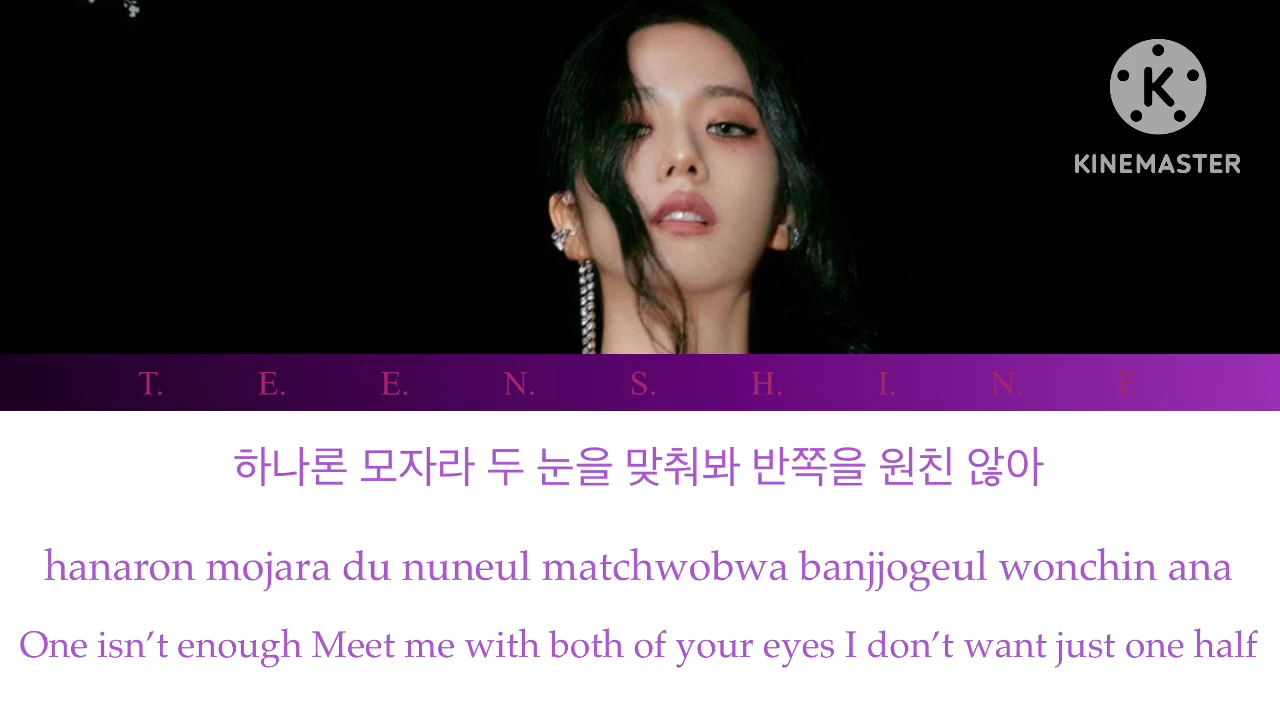 K
KINEMASTER
T. E. E. N. S. H. I. N. E
하나론 모자라 두 눈을 맞춰봐 반쪽을 원친 않아
hanaron mojara du nuneul matchwobwa banjjogeul wonchin ana
One isn’t enough Meet me with both of your eyes I don’t want just one half